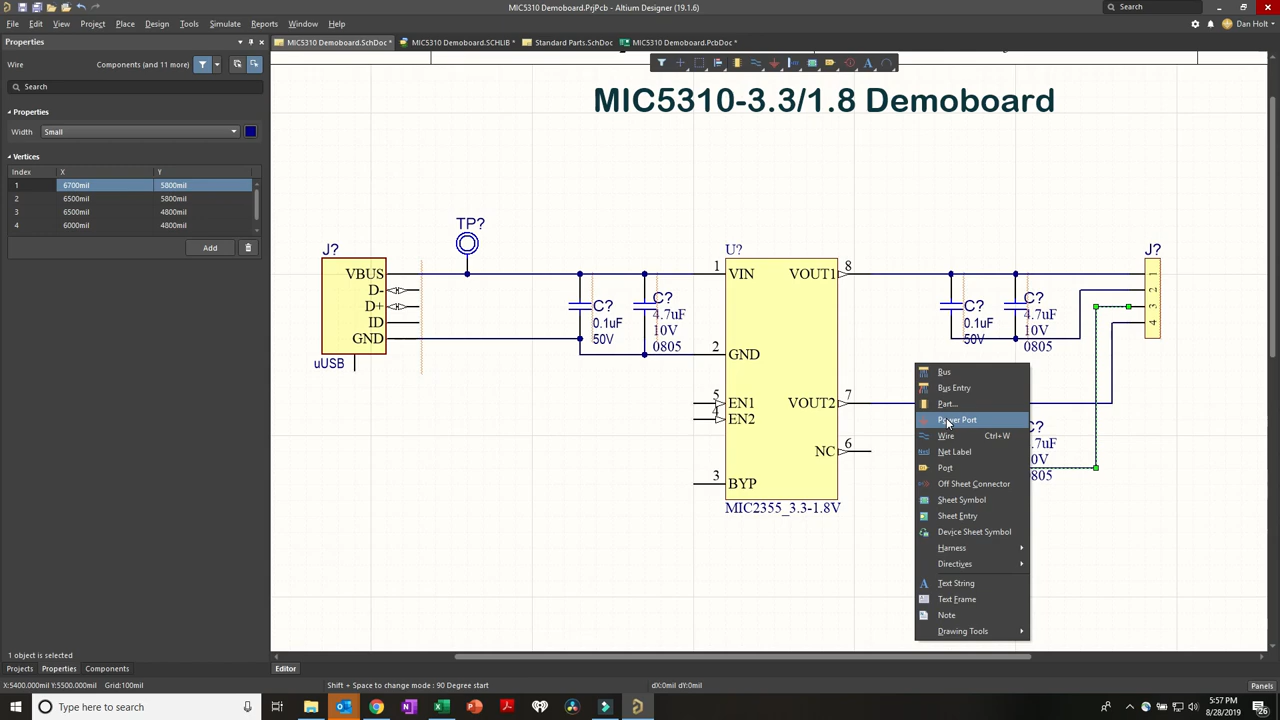 MIC5310 Demoboard.PrjPcb - Altium Designer (19.1.6)
Search
File Edit View Project Place Design Tools Simulate Reports Window Help
Dan Holt
Properties
MIC5310 Demoboard.SchDoc *
MIC5310 Demoboard.SCHLIB *
Standard Parts.SchDoc
MIC5310 Demoboard.PcbDoc *
Wire Components (and 11 more)
Search
Properties
Width Small
Vertices
Index X Y
1 6700mil 5800mil
2 6500mil 5800mil
3 6500mil 4800mil
4 6000mil 4800mil
Add
MIC5310-3.3/1.8 Demoboard
TP?
J?
VBUS
D-
D+
ID
GND
uUSB
C?
0.1uF
50V
C?
4.7uF
10V
0805
U?
1 VIN
2 GND
5 EN1
4 EN2
3 BYP
VOUT1 8
VOUT2 7
NC 6
MIC2355_3.3-1.8V
C?
0.1uF
50V
C?
4.7uF
10V
0805
J?
1
2
3
4
?
.7uF
0V
0805
Bus
Bus Entry
Part...
Power Port
Wire Ctrl+W
Net Label
Port
Off Sheet Connector
Sheet Symbol
Sheet Entry
Device Sheet Symbol
Harness
Directives
Text String
Text Frame
Note
Drawing Tools
1 object is selected
Projects Properties Components
Editor
X:5400.000mil Y:5500.000mil Grid:100mil
Shift + Space to change mode : 90 Degree start
dX:0mil dY:0mil
Panels
Type here to search
5:57 PM
8/28/2019
26